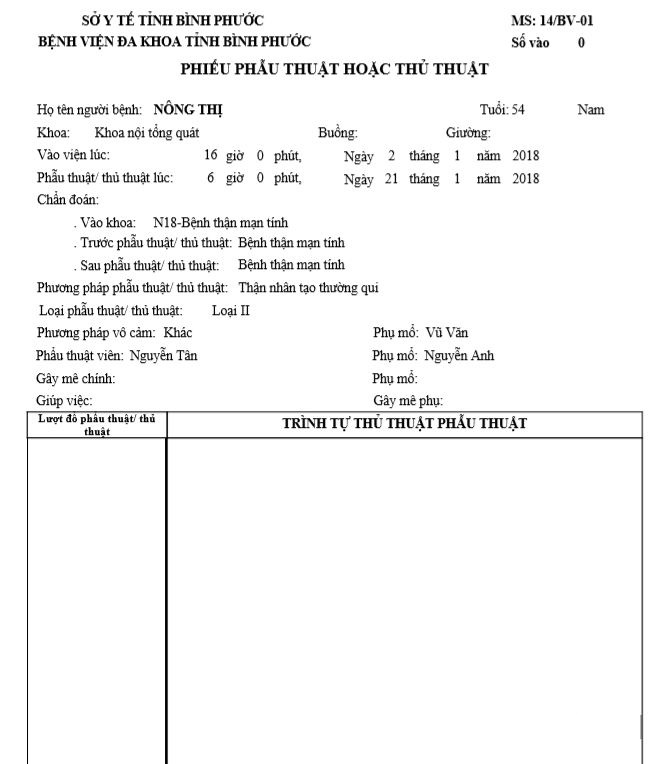 SỞ Y TẾ TỈNH BÌNH PHƯỚC MS: 14/BV-01
BỆNH VIỆN ĐA KHOA TỈNH BÌNH PHƯỚC Số vào 0
PHIẾU PHẪU THUẬT HOẶC THỦ THUẬT
Họ tên người bệnh: NÔNG THỊ Tuổi: 54 Nam
Khoa: Khoa nội tổng quát Buồng: Giường:
Vào viện lúc: 16 giờ 0 phút, Ngày 2 tháng 1 năm 2018
Phẫu thuật/ thủ thuật lúc: 6 giờ 0 phút, Ngày 21 tháng 1 năm 2018
Chẩn đoán:
. Vào khoa: N18-Bệnh thận mạn tính
. Trước phẫu thuật/ thủ thuật: Bệnh thận mạn tính
. Sau phẫu thuật/ thủ thuật: Bệnh thận mạn tính
Phương pháp phẫu thuật/ thủ thuật: Thận nhân tạo thường qui
Loại phẫu thuật/ thủ thuật: Loại II
Phương pháp vô cảm: Khác Phụ mổ: Vũ Văn
Phẫu thuật viên: Nguyễn Tân Phụ mổ: Nguyễn Anh
Gây mê chính: Phụ mổ:
Giúp việc: Gây mê phụ:
Lượt đồ phẫu thuật/ thủ
thuật
TRÌNH TỰ THỦ THUẬT PHẪU THUẬT